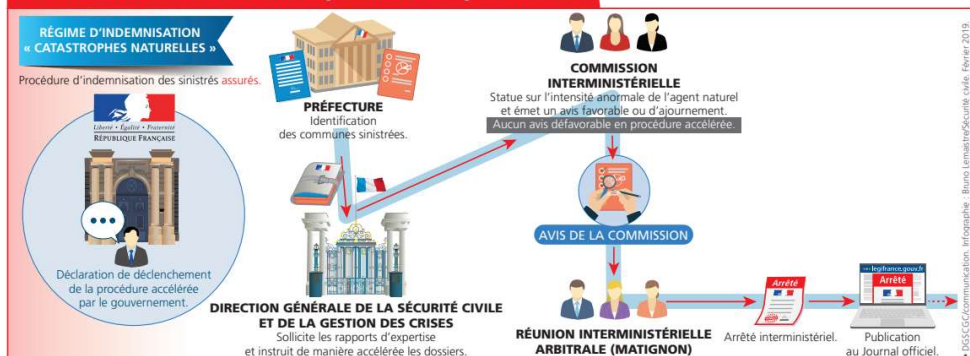 RÉGIME D'INDEMNISATION
« CATASTROPHES NATURELLES »
Procédure d'indemnisation des sinistrés assurés.
Liberté • Égalité • Fraternité
RÉPUBLIQUE FRANÇAISE
Déclaration de déclenchement
de la procédure accélérée
par le gouvernement.
PRÉFECTURE
Identification
des communes sinistrées.
DIRECTION GÉNÉRALE DE LA SÉCURITÉ CIVILE
ET DE LA GESTION DES CRISES
Sollicite les rapports d'expertise
et instruit de manière accélérée les dossiers.
COMMISSION
INTERMINISTÉRIELLE
Statue sur l'intensité anormale de l'agent naturel
et émet un avis favorable ou d'ajournement.
Aucun avis défavorable en procédure accélérée.
AVIS DE LA COMMISSION
RÉUNION INTERMINISTÉRIELLE
ARBITRALE (MATIGNON)
Arrêté
Arrêté interministériel.
legifrance.gouv.fr
Arrêté
Publication
au Journal officiel.
DGSCGC/communication. Infographie : Bruno Lemaistre/Sécurité civile. Février 2019.